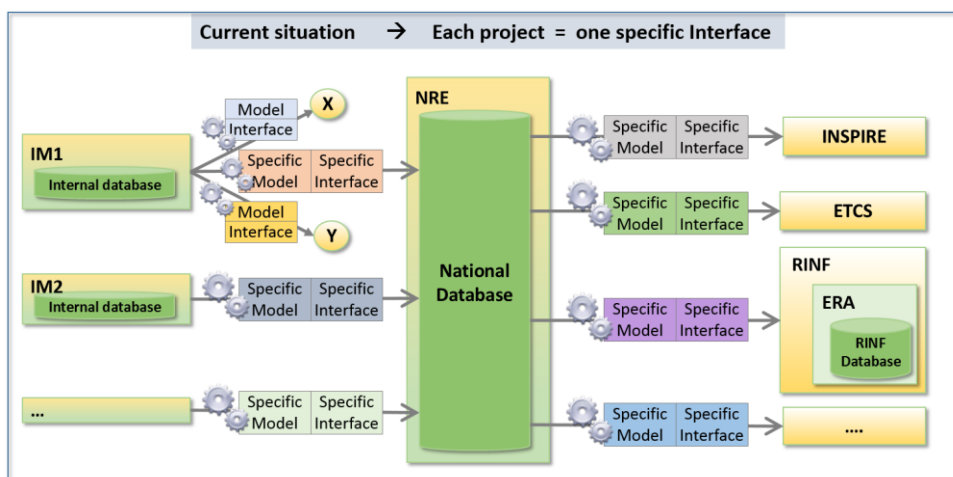 Current situation → Each project = one specific Interface
Model
Interface
X
IM1
Internal database
Specific Specific
Model Interface
Model
Interface
Y
IM2
Internal database
Specific Specific
Model Interface
...
Specific Specific
Model Interface
NRE
National
Database
Specific Specific
Model Interface
INSPIRE
Specific Specific
Model Interface
ETCS
Specific Specific
Model Interface
RINF
ERA
RINF
Database
Specific Specific
Model Interface
....